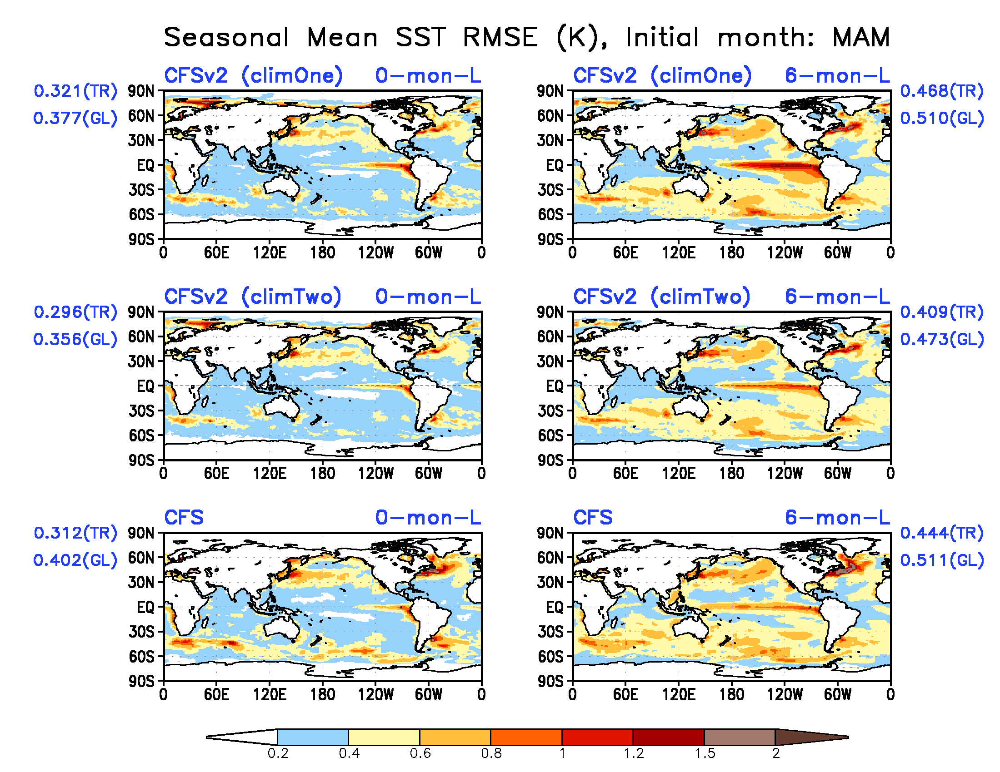 Seasonal Mean SST RMSE (K), Initial month: MAM
CFSv2 (climOne) 0-mon-L
0.321(TR)
0.377(GL)
90N
60N
30N
EQ
30S
60S
90S
0 60E 120E 180 120W 60W 0
CFSv2 (climOne) 6-mon-L
0.468(TR)
0.510(GL)
90N
60N
30N
EQ
30S
60S
90S
0 60E 120E 180 120W 60W 0
CFSv2 (climTwo) 0-mon-L
0.296(TR)
0.356(GL)
90N
60N
30N
EQ
30S
60S
90S
0 60E 120E 180 120W 60W 0
CFSv2 (climTwo) 6-mon-L
0.409(TR)
0.473(GL)
90N
60N
30N
EQ
30S
60S
90S
0 60E 120E 180 120W 60W 0
CFS 0-mon-L
0.312(TR)
0.402(GL)
90N
60N
30N
EQ
30S
60S
90S
0 60E 120E 180 120W 60W 0
CFS 6-mon-L
0.444(TR)
0.511(GL)
90N
60N
30N
EQ
30S
60S
90S
0 60E 120E 180 120W 60W 0
0.2 0.4 0.6 0.8 1 1.2 1.5 2